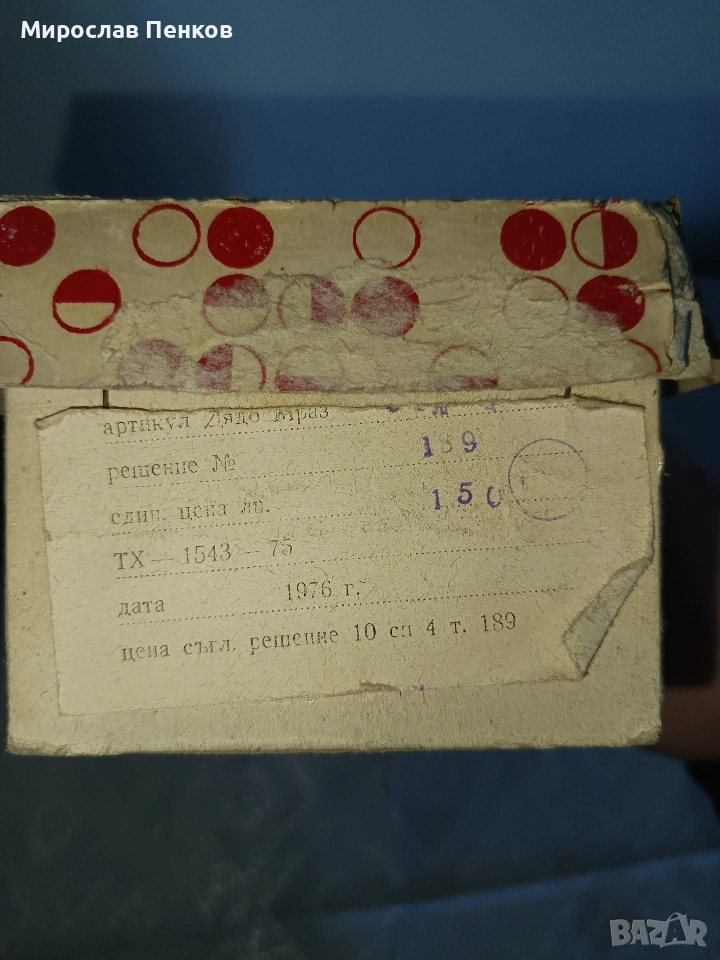 Мирослав Пенков
артикул Дядо Мраз
решение № 189
един. цена лв. 150
ТХ — 1543 — 75
дата 1976 г.
цена съгл. решение 10 сп 4 т. 189
BAZAR